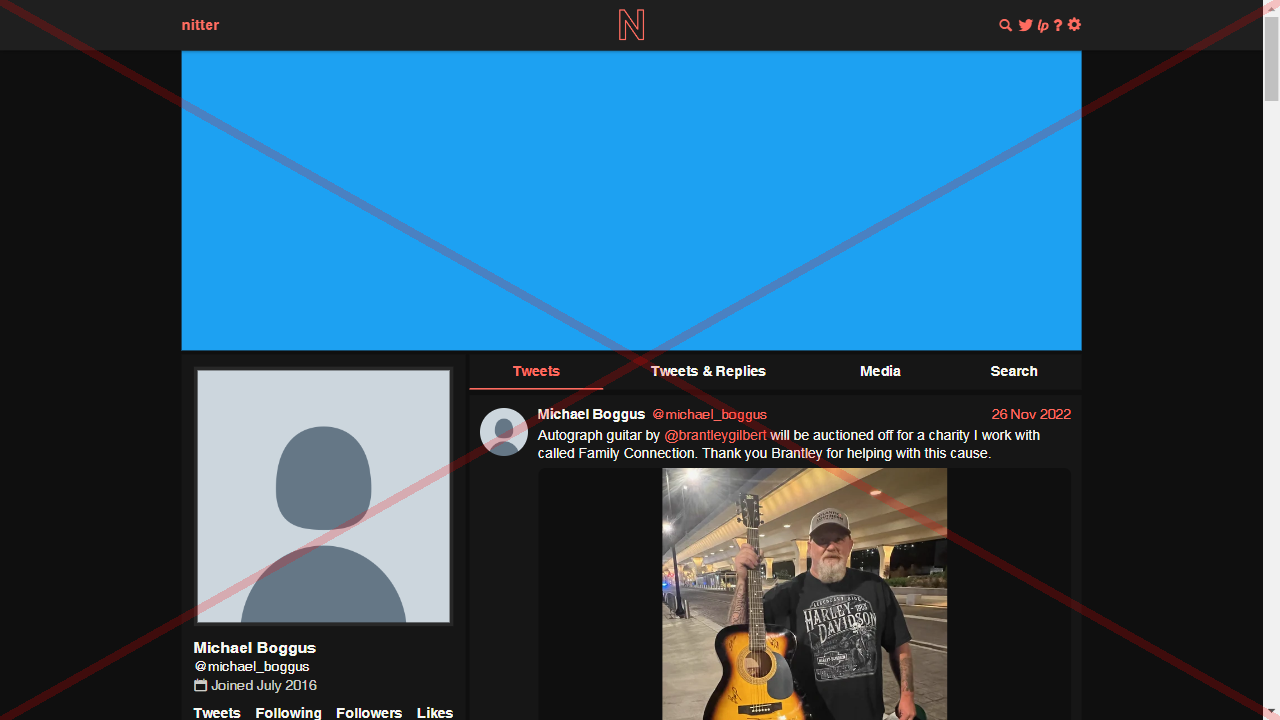 nitter
N
lp ?
Tweets
Tweets & Replies
Media
Search
Michael Boggus @michael_boggus 26 Nov 2022
Autograph guitar by @brantleygilbert will be auctioned off for a charity I work with
called Family Connection. Thank you Brantley for helping with this cause.
HARLEY-
DAVIDSON
Michael Boggus
@michael_boggus
Joined July 2016
Tweets Following Followers Likes